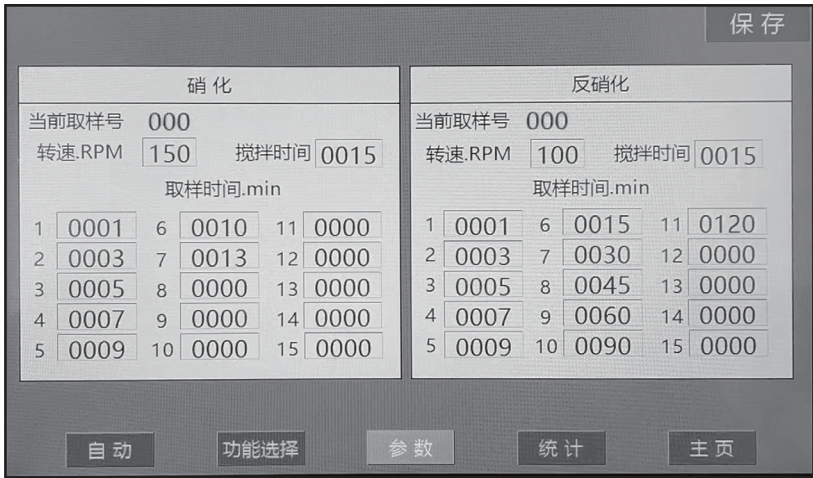 保存
硝化
当前取样号 000
转速.RPM 150 搅拌时间 0015
取样时间.min
1 0001 6 0010 11 0000
2 0003 7 0013 12 0000
3 0005 8 0000 13 0000
4 0007 9 0000 14 0000
5 0009 10 0000 15 0000
反硝化
当前取样号 000
转速.RPM 100 搅拌时间 0015
取样时间.min
1 0001 6 0015 11 0120
2 0003 7 0030 12 0000
3 0005 8 0045 13 0000
4 0007 9 0060 14 0000
5 0009 10 0090 15 0000
自动 功能选择 参数 统计 主页